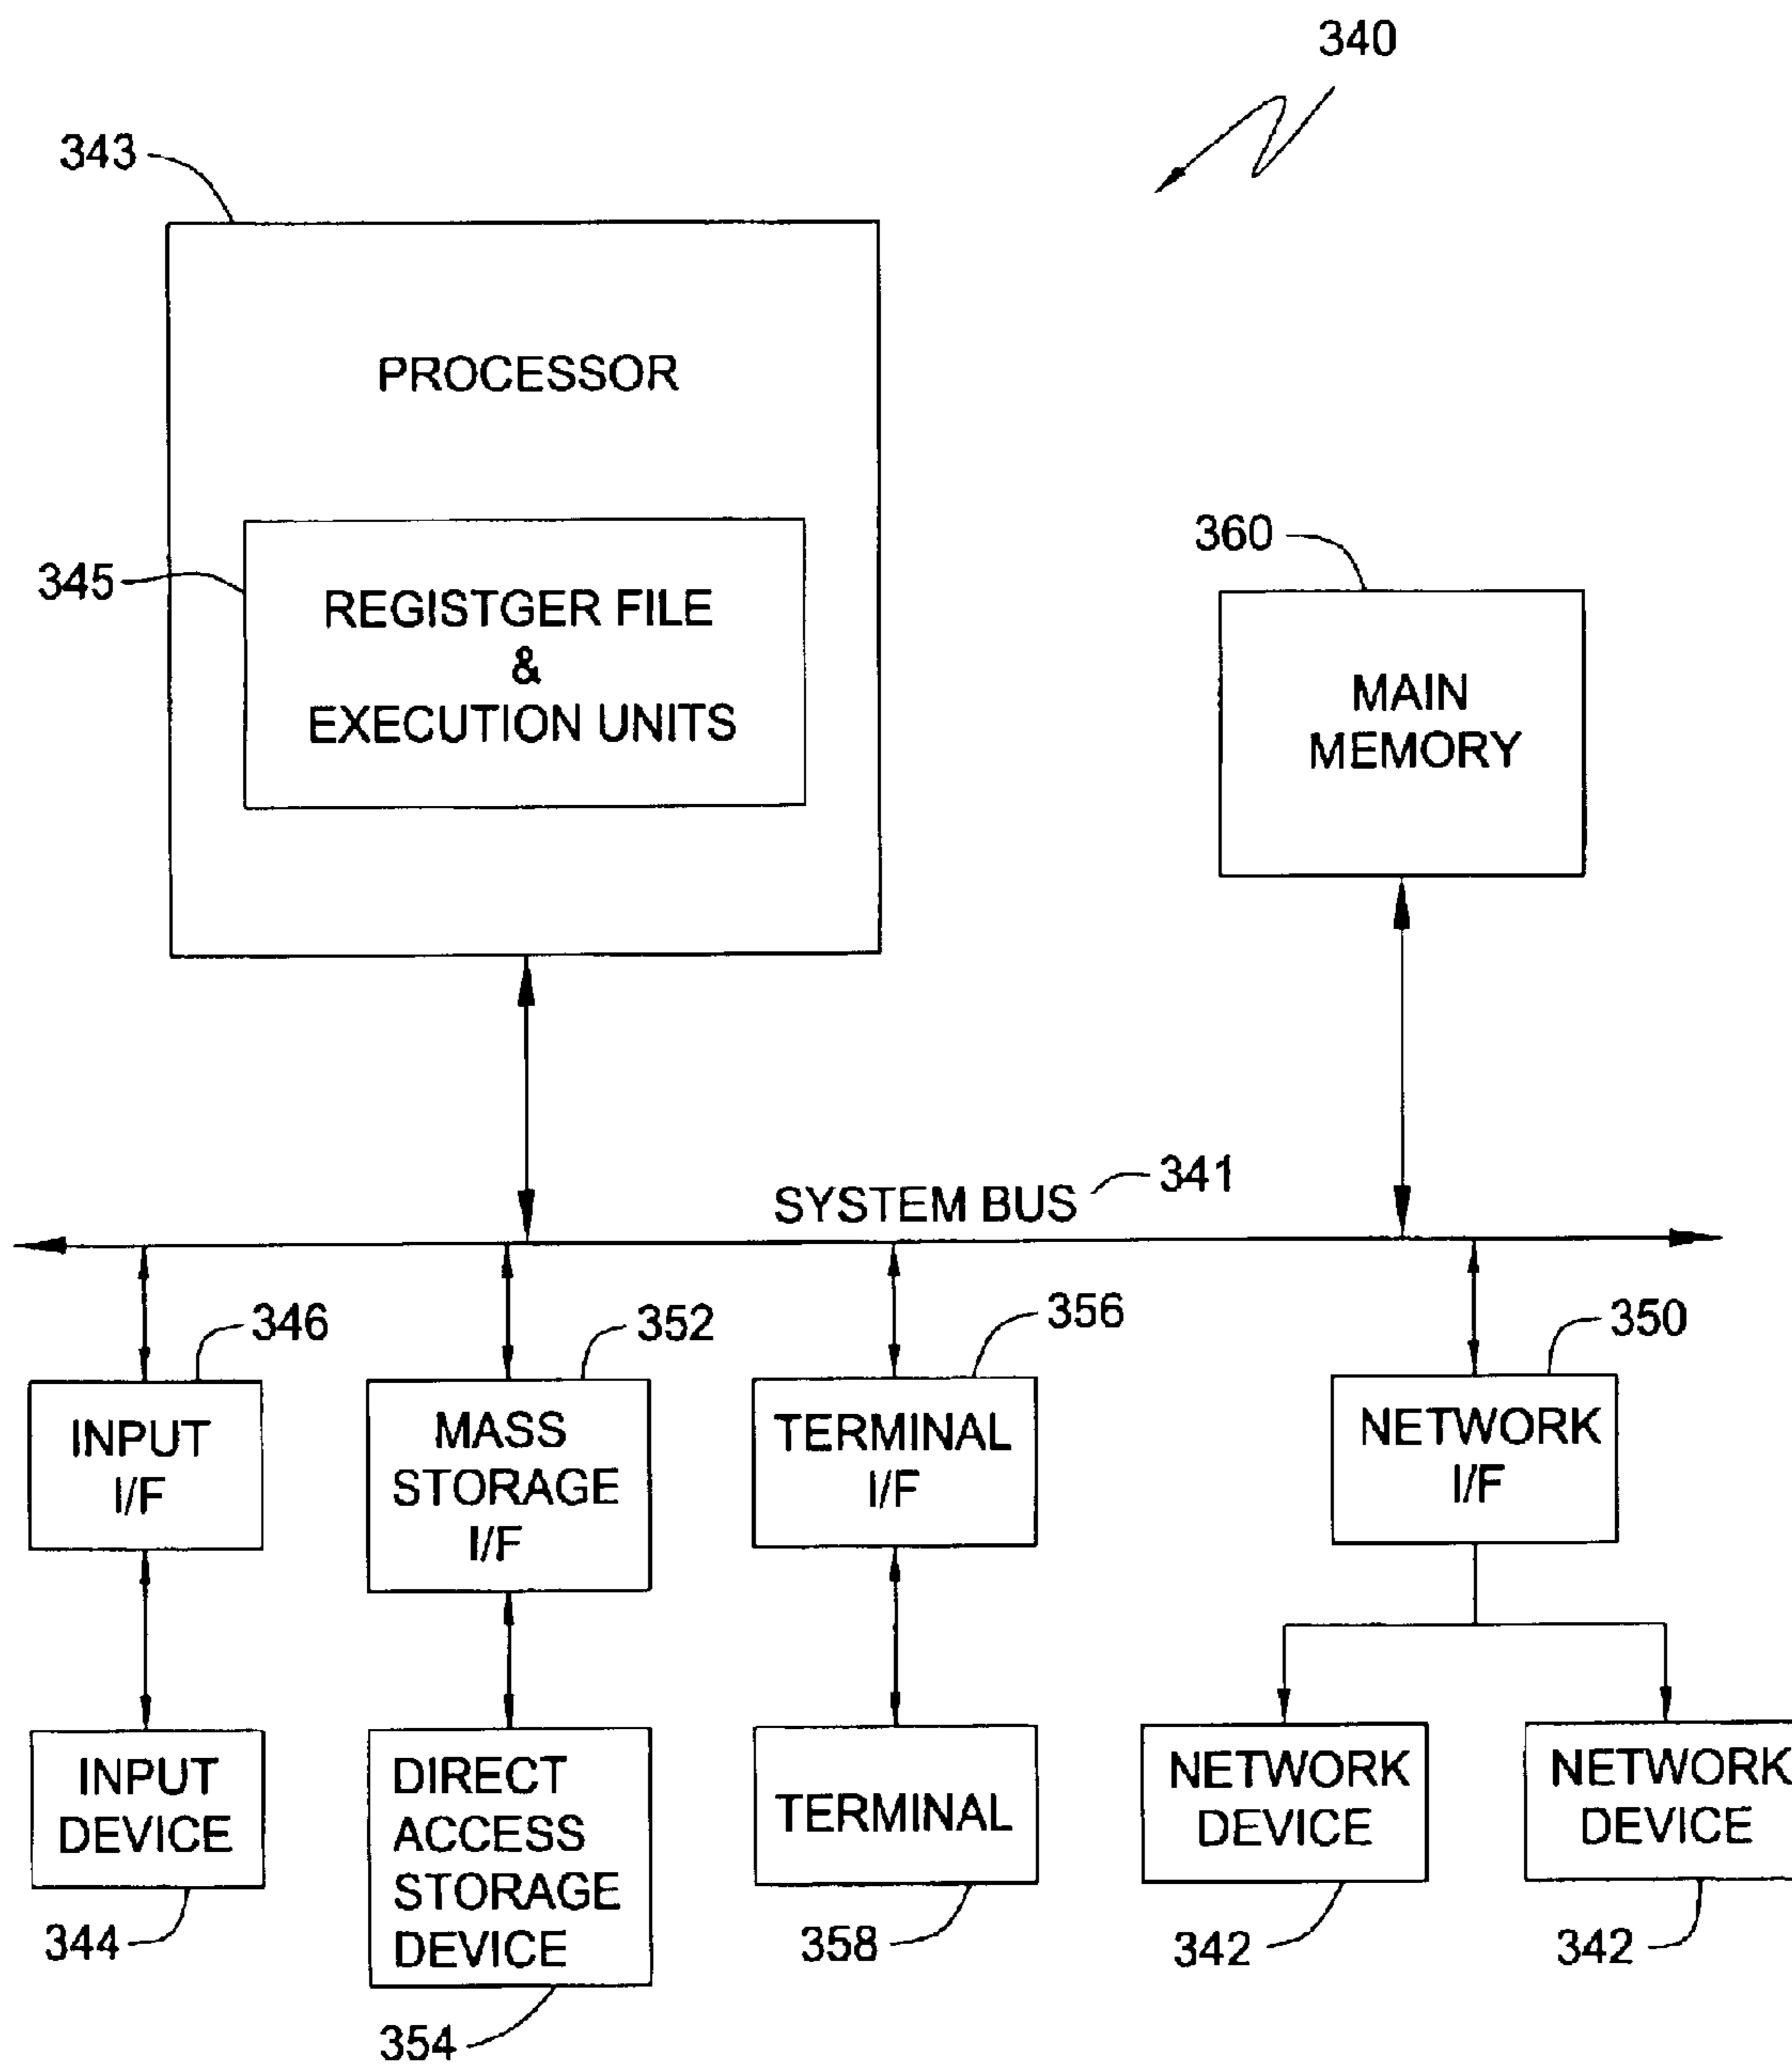 340
343
PROCESSOR
345
REGISTGER FILE
&
EXECUTION UNITS
360
MAIN
MEMORY
SYSTEM BUS
341
346
352
356
350
INPUT
I/F
MASS
STORAGE
I/F
TERMINAL
I/F
NETWORK
I/F
INPUT
DEVICE
DIRECT
ACCESS
STORAGE
DEVICE
TERMINAL
NETWORK
DEVICE
NETWORK
DEVICE
344
354
358
342
342